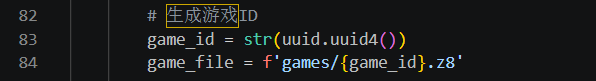 82 # 生成游戏ID
83 game_id = str(uuid.uuid4())
84 game_file = f'games/{game_id}.z8'